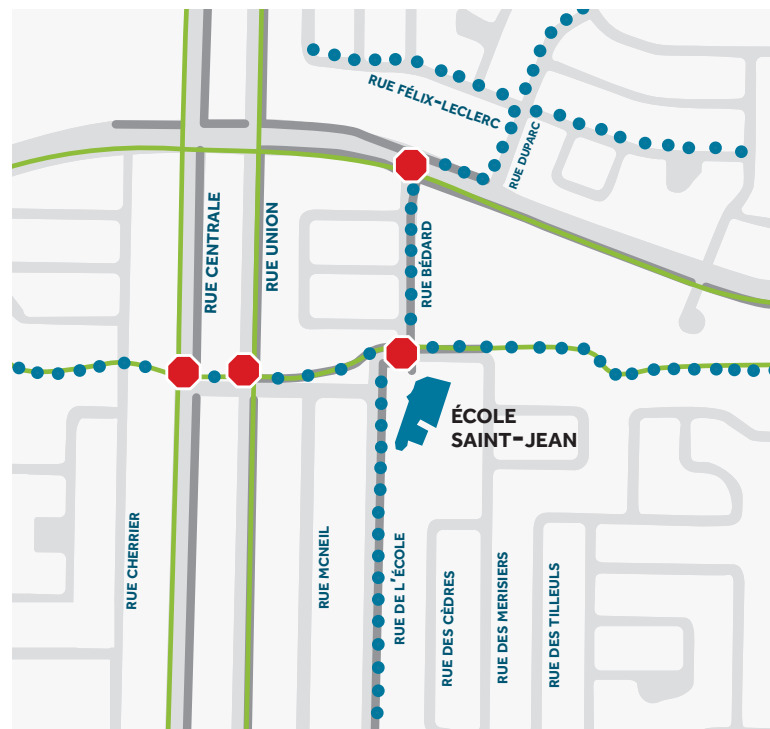 RUE FÉLIX-LECLERC
RUE DUPARC
RUE CENTRALE
RUE UNION
RUE BÉDARD
ÉCOLE
SAINT-JEAN
RUE CHERRIER
RUE MCNEIL
RUE DE L'ÉCOLE
RUE DES CÈDRES
RUE DES MERISIERS
RUE DES TILLEULS